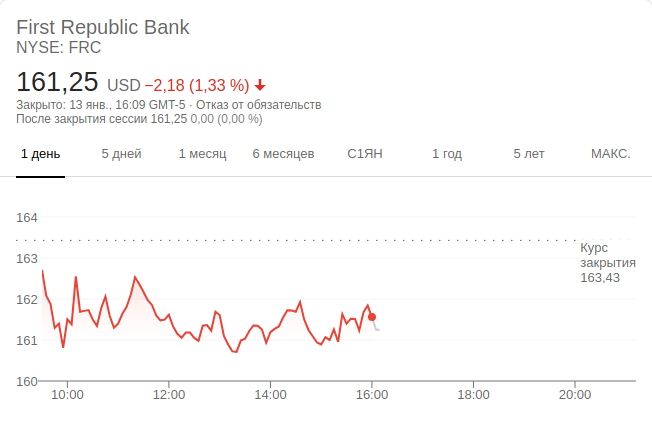 First Republic Bank
NYSE: FRC
161,25 USD −2,18 (1,33 %)
Закрыто: 13 янв., 16:09 GMT-5 · Отказ от обязательств
После закрытия сессии 161,25 0,00 (0,00 %)
1 день 5 дней 1 месяц 6 месяцев С1ЯН 1 год 5 лет МАКС.
164
Курс
закрытия
163,43
163
162
161
160
10:00 12:00 14:00 16:00 18:00 20:00